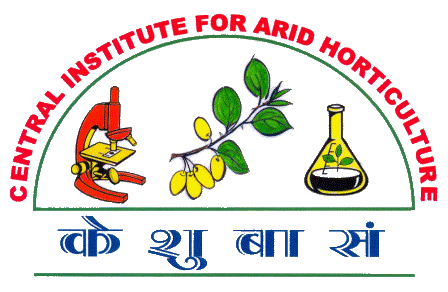 CENTRAL INSTITUTE FOR ARID HORTICULTURE
के शु बा सं